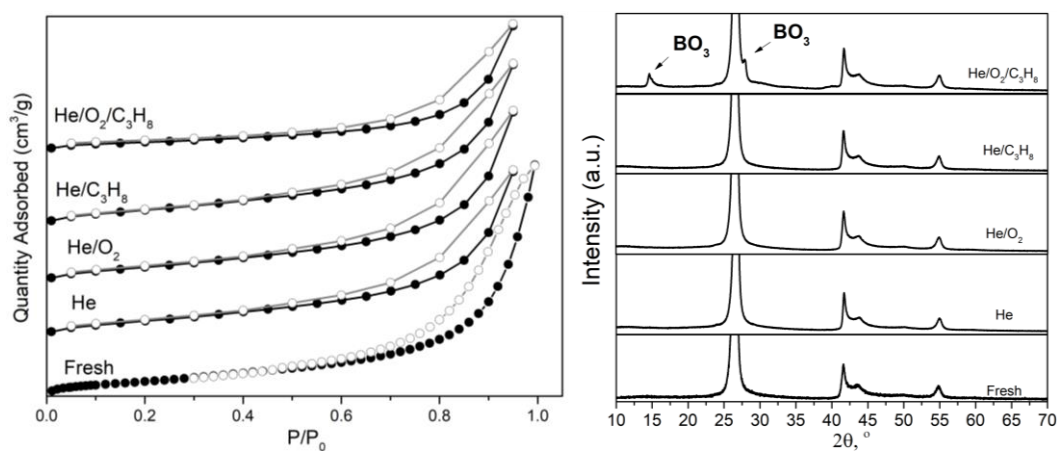 Quantity Adsorbed (cm³/g)
He/O₂/C₃H₈
He/C₃H₈
He/O₂
He
Fresh
0.0 0.2 0.4 0.6 0.8 1.0
P/P₀
Intensity (a.u.)
BO₃
BO₃
He/O₂/C₃H₈
He/C₃H₈
He/O₂
He
Fresh
10 15 20 25 30 35 40 45 50 55 60 65 70
2θ, °